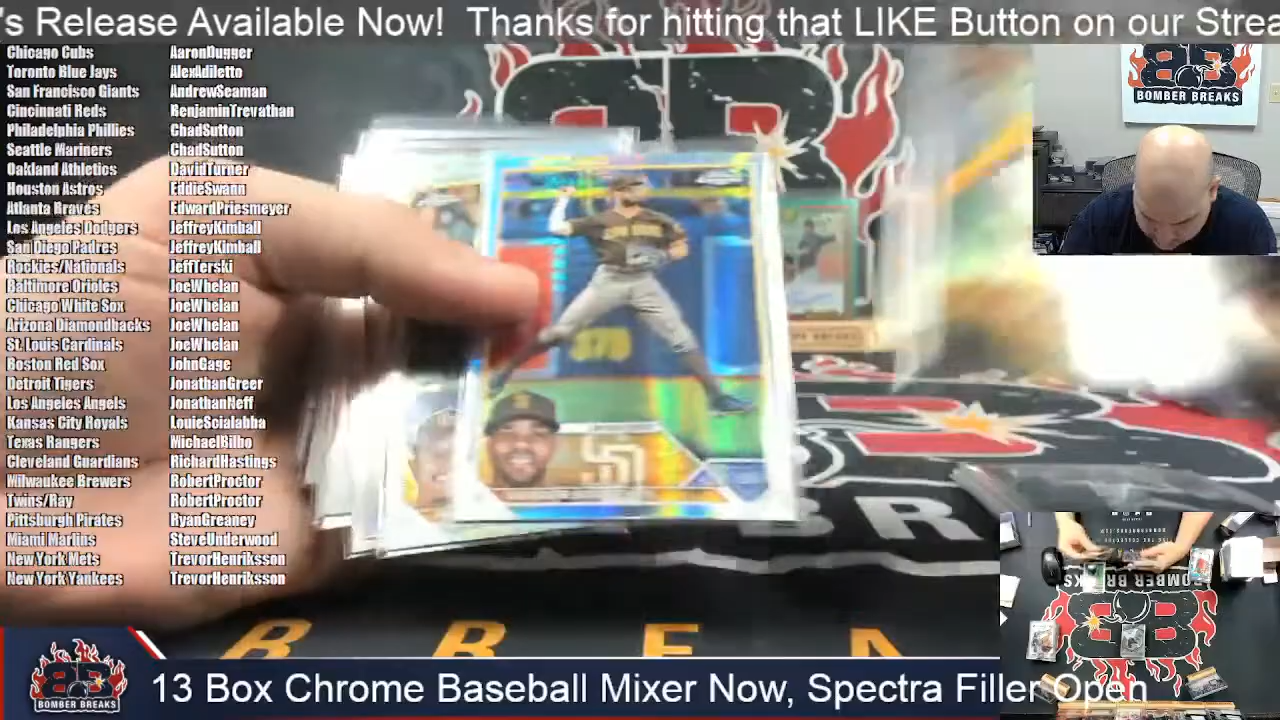 's Release Available Now! Thanks for hitting that LIKE Button on our Strea
Chicago Cubs AaronDugger
Toronto Blue Jays AlexAdiletto
San Francisco Giants AndrewSeaman
Cincinnati Reds BenjaminTrevathan
Philadelphia Phillies ChadSutton
Seattle Mariners ChadSutton
Oakland Athletics DavidTurner
Houston Astros EddieSwann
Atlanta Braves EdwardPriesmeyer
Los Angeles Dodgers JeffreyKimball
San Diego Padres JeffreyKimball
Rockies/Nationals JeffTerski
Baltimore Orioles JoeWhelan
Chicago White Sox JoeWhelan
Arizona Diamondbacks JoeWhelan
St. Louis Cardinals JoeWhelan
Boston Red Sox JohnGage
Detroit Tigers JonathanGreer
Los Angeles Angels JonathanNeff
Kansas City Royals LouieScialabba
Texas Rangers MichaelBilbo
Cleveland Guardians RichardHastings
Milwaukee Brewers RobertProctor
Twins/Ray RobertProctor
Pittsburgh Pirates RyanGreaney
Miami Marlins SteveUnderwood
New York Mets TrevorHenriksson
New York Yankees TrevorHenriksson
BOMBER BREAKS
379
SD
B R
BOMBER BR
B R E A
BOMBER BREAKS
13 Box Chrome Baseball Mixer Now, Spectra Filler Open